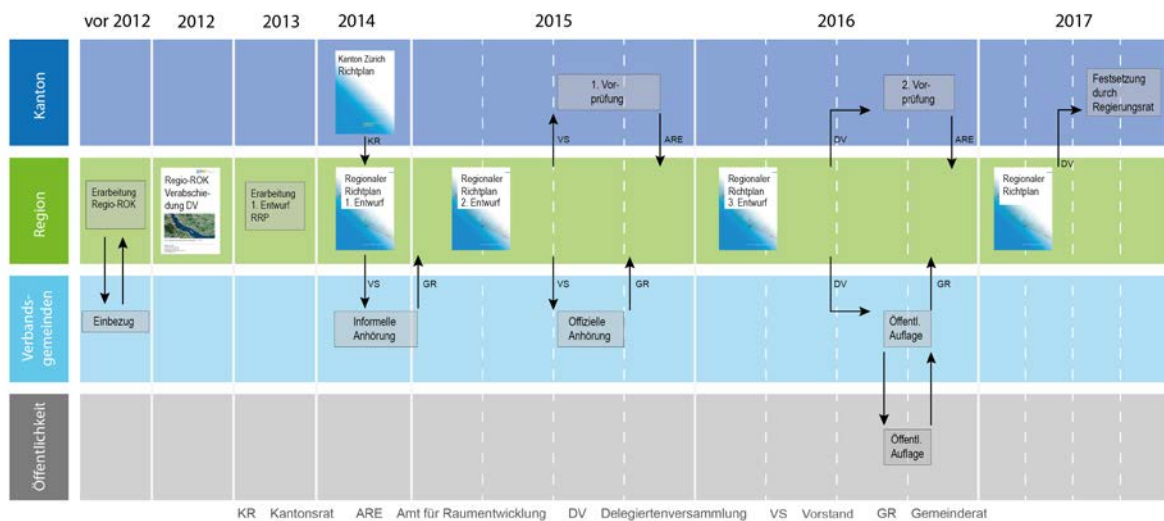 vor 2012 2012 2013 2014 2015 2016 2017
Kanton
Kanton Zürich
Richtplan
KR
1. Vor-
prüfung
VS
ARE
2. Vor-
prüfung
DV
ARE
Festsetzung
durch
Regierungsrat
DV
Region
Erarbeitung
Regio-ROK
Regio-ROK
Verabschie-
dung DV
Erarbeitung
1. Entwurf
RRP
Regionaler
Richtplan
1. Entwurf
Regionaler
Richtplan
2. Entwurf
Regionaler
Richtplan
3. Entwurf
Regionaler
Richtplan
Verbands-
gemeinden
Einbezug
VS
GR
Informelle
Anhörung
VS
GR
Offizielle
Anhörung
DV
GR
Öffentl.
Auflage
Öffentlichkeit
Öffentl.
Auflage
KR Kantonsrat ARE Amt für Raumentwicklung DV Delegiertenversammlung VS Vorstand GR Gemeinderat